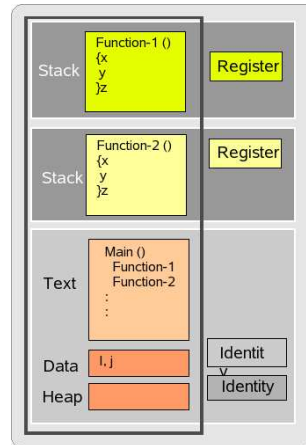 Function-1 ()
{x
y
}z
Stack
Register
Function-2 ()
{x
y
}z
Stack
Register
Main ()
Function-1
Function-2
:
:
Text
Data
I, j
Heap
Identit
y
Identity